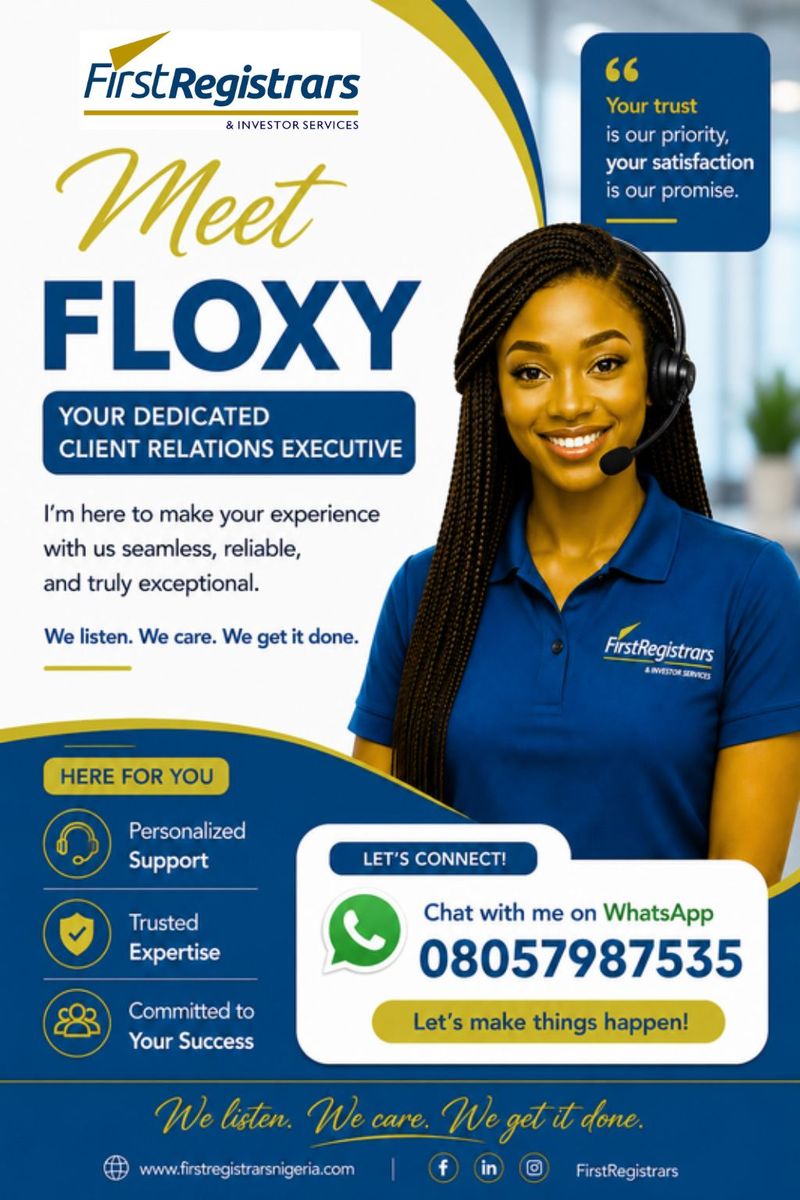 FirstRegistrars
& INVESTOR SERVICES
Meet
FLOXY
YOUR DEDICATED
CLIENT RELATIONS EXECUTIVE
I'm here to make your experience
with us seamless, reliable,
and truly exceptional.
We listen. We care. We get it done.
“
Your trust
is our priority,
your satisfaction
is our promise.
FirstRegistrars
& INVESTOR SERVICES
HERE FOR YOU
Personalized
Support
Trusted
Expertise
Committed to
Your Success
LET'S CONNECT!
Chat with me on WhatsApp
08057987535
Let's make things happen!
We listen. We care. We get it done.
www.firstregistrarsnigeria.com | f in FirstRegistrars